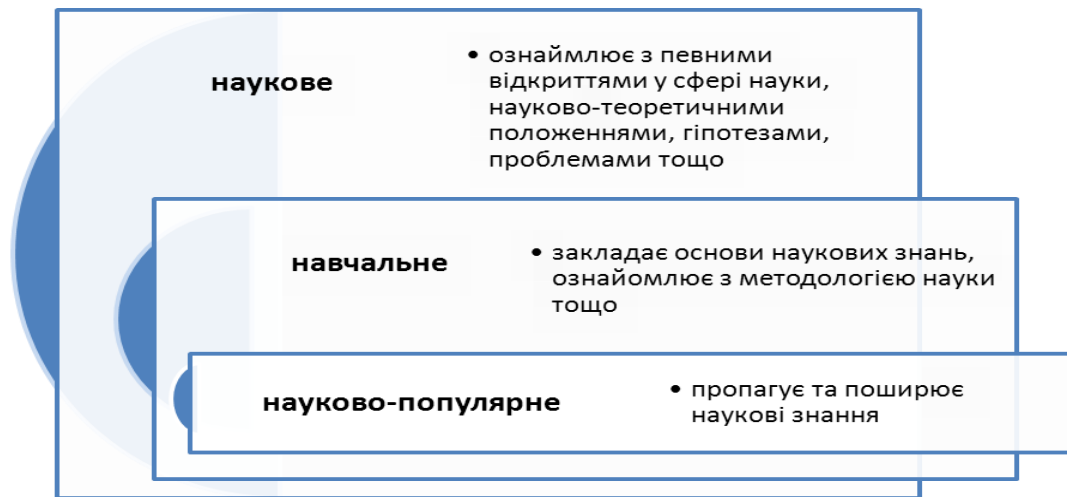 наукове
• ознаймлює з певними
відкриттями у сфері науки,
науково-теоретичними
положеннями, гіпотезами,
проблемами тощо
навчальне
• закладає основи наукових знань,
ознайомлює з методологією науки
тощо
науково-популярне
• пропагує та поширює
наукові знання